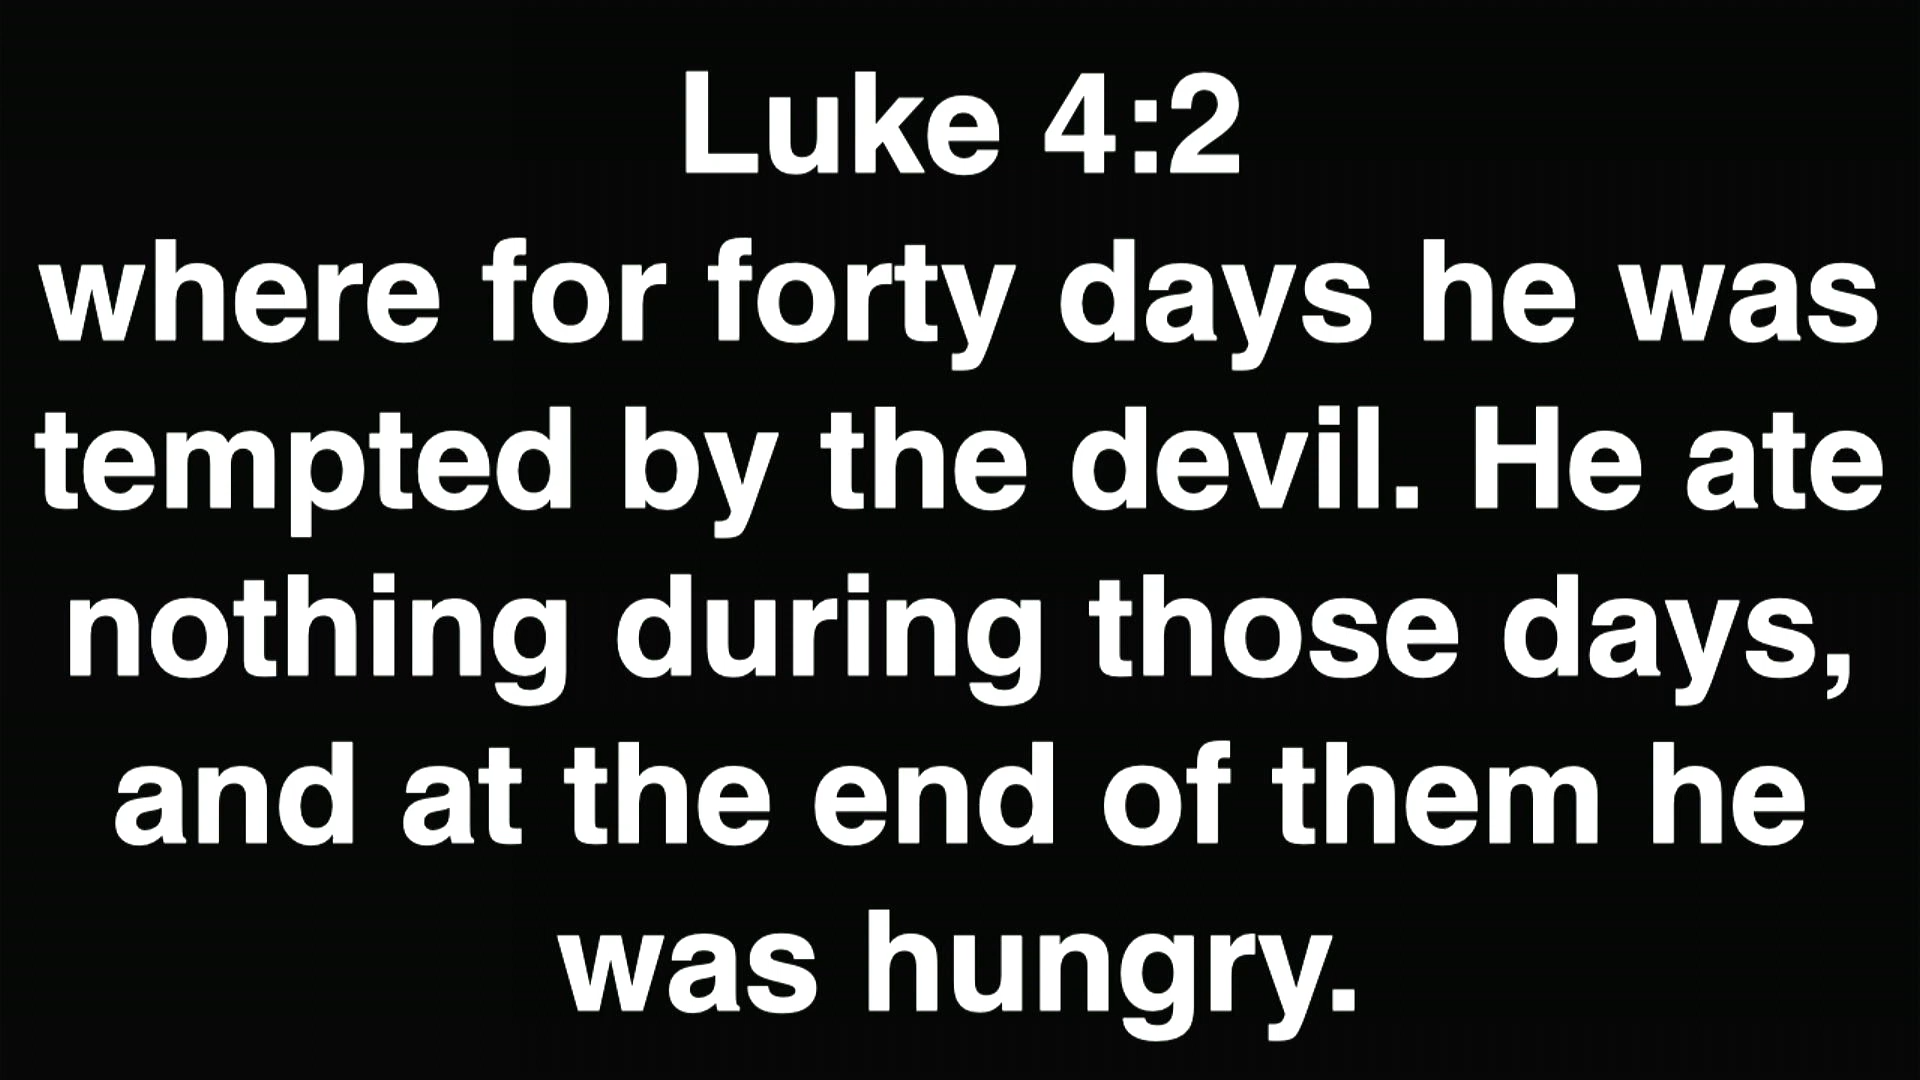 Luke 4:2
where for forty days he was
tempted by the devil. He ate
nothing during those days,
and at the end of them he
was hungry.